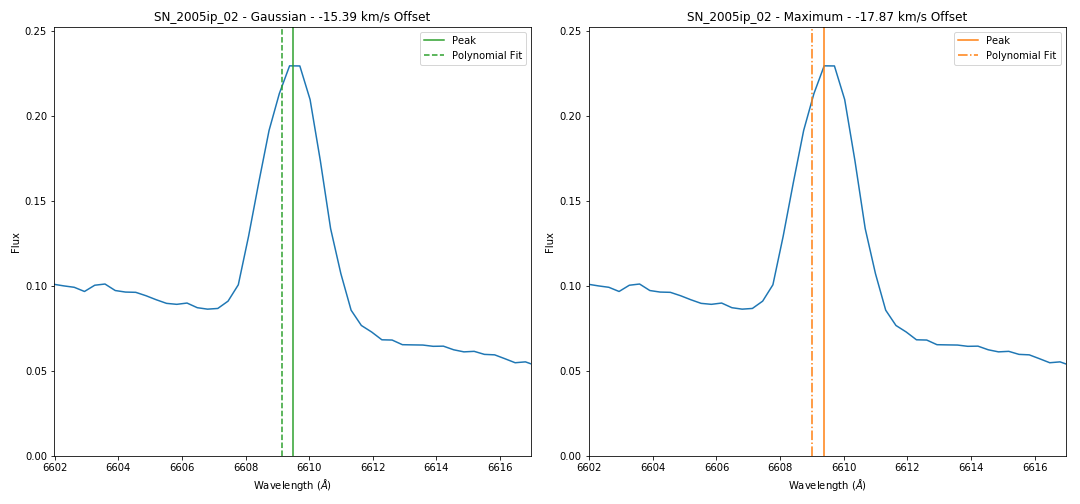 SN_2005ip_02 - Gaussian - -15.39 km/s Offset
Peak
Polynomial Fit
0.25
0.20
0.15
0.10
0.05
0.00
Flux
6602 6604 6606 6608 6610 6612 6614 6616
Wavelength (Å)
SN_2005ip_02 - Maximum - -17.87 km/s Offset
Peak
Polynomial Fit
0.25
0.20
0.15
0.10
0.05
0.00
Flux
6602 6604 6606 6608 6610 6612 6614 6616
Wavelength (Å)